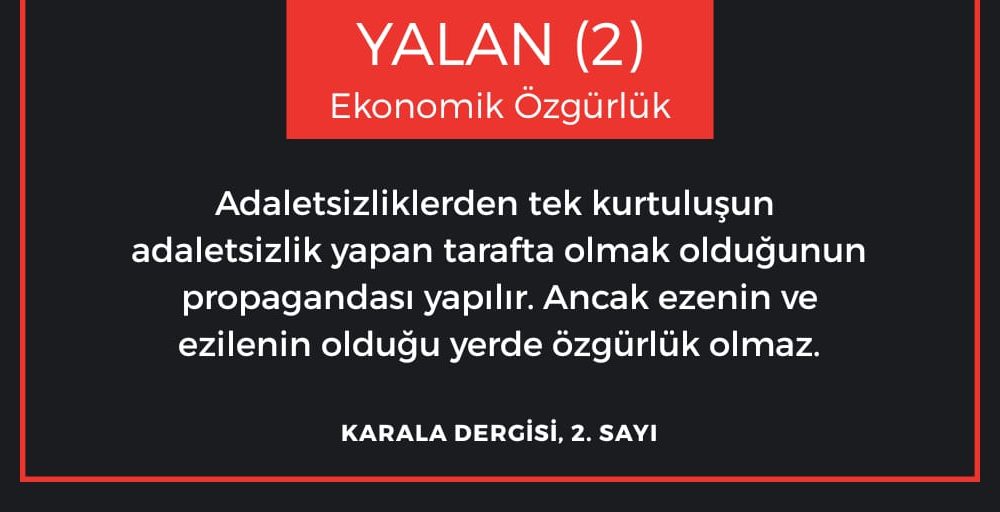 YALAN (2)
Ekonomik Özgürlük
Adaletsizliklerden tek kurtuluşun
adaletsizlik yapan tarafta olmak olduğunun
propagandası yapılır. Ancak ezenin ve
ezilenin olduğu yerde özgürlük olmaz.
KARALA DERGİSİ, 2. SAYI